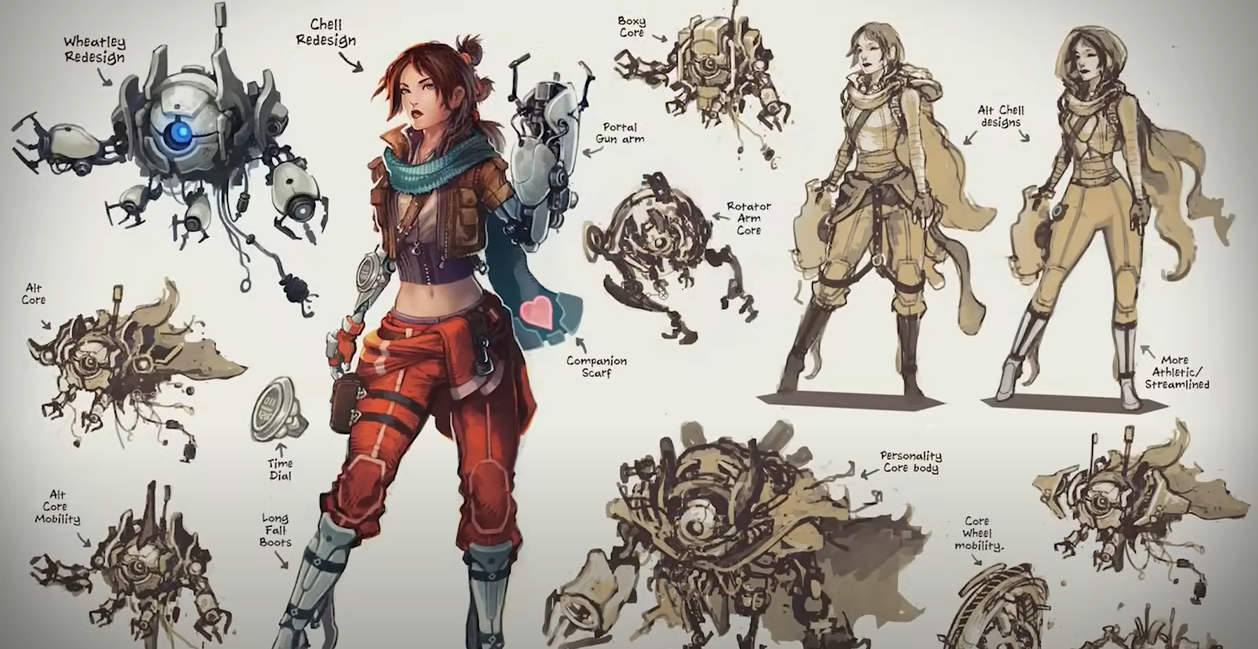 Wheatley
Redesign
Chell
Redesign
Boxy
Core
Portal
Gun arm
Alt Chell
designs
Rotator
Arm
Core
Alt
Core
Companion
Scarf
More
Athletic/
Streamlined
Time
Dial
Personality
Core body
Alt
Core
Mobility
Long
Fall
Boots
Core
Wheel
mobility.